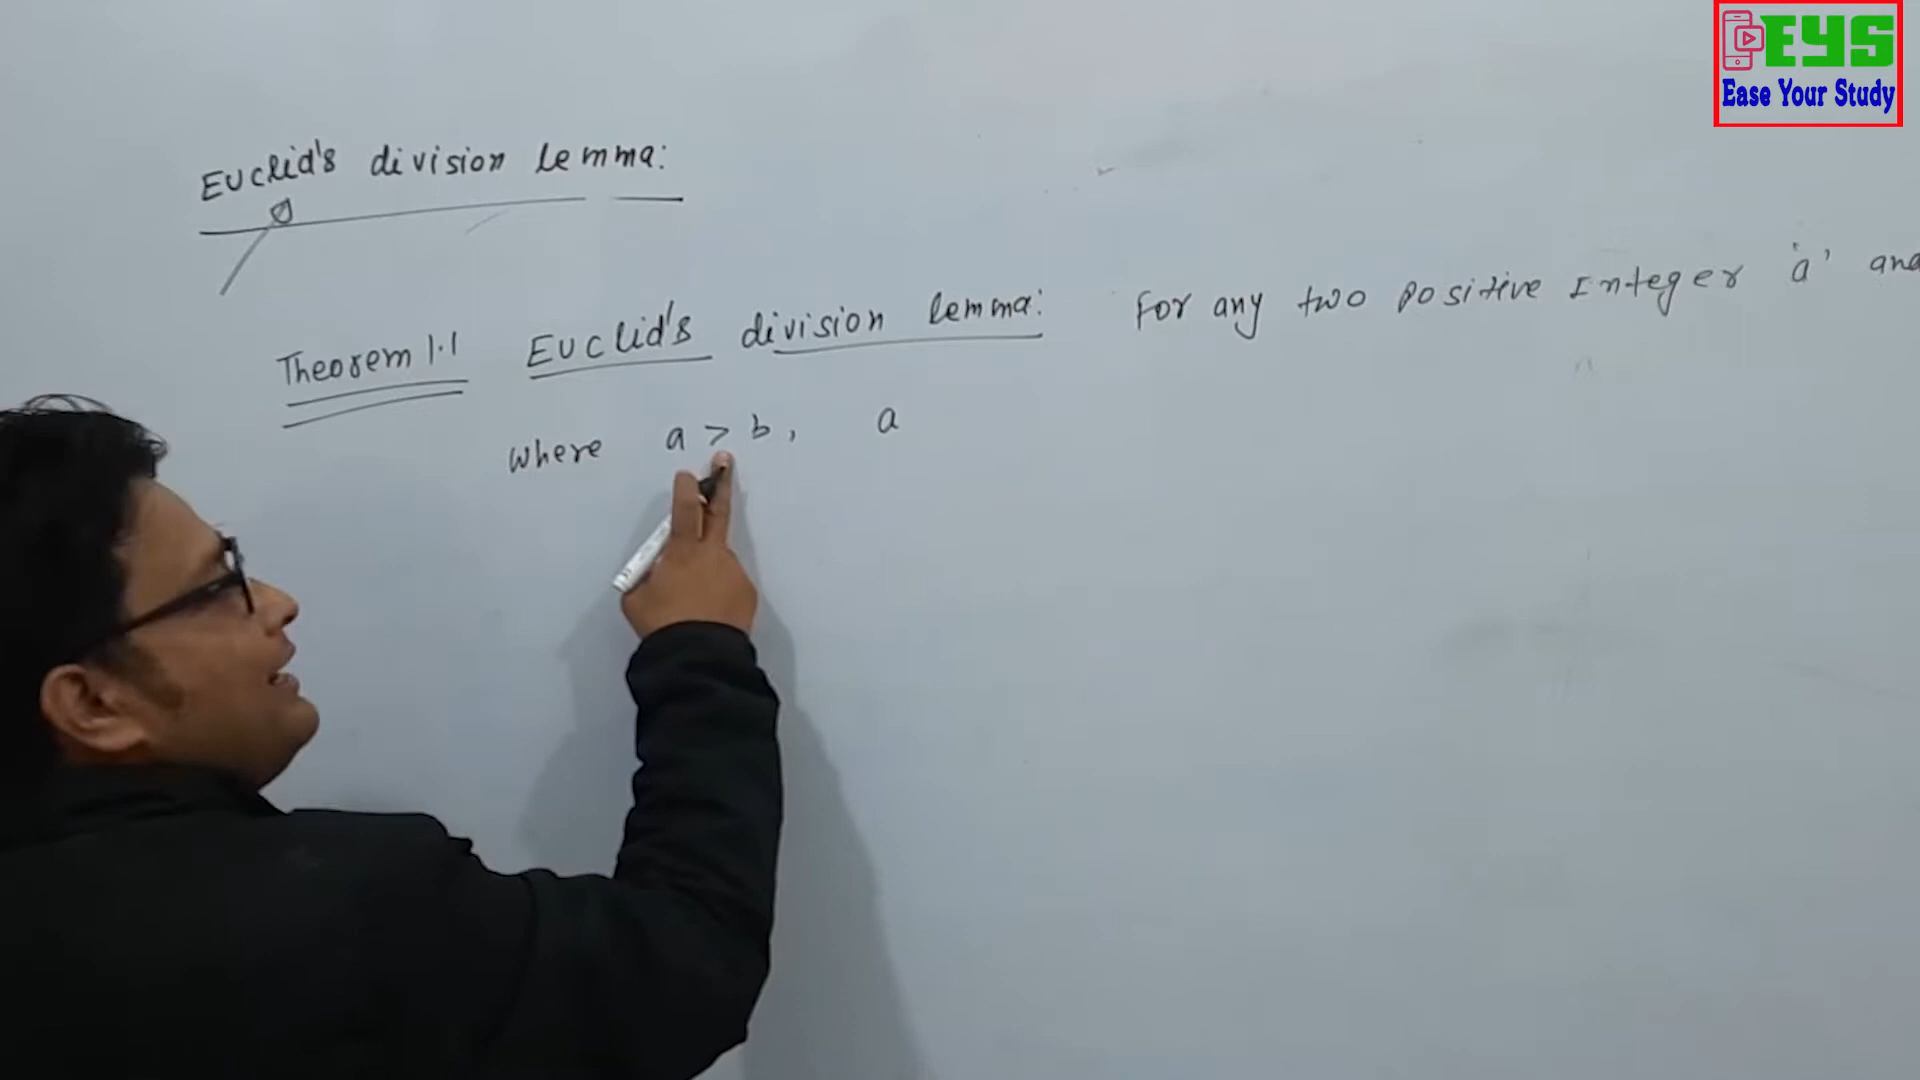 EYS
Ease Your Study
Euclid's division lemma:
Theorem 1.1 Euclid's division lemma: For any two positive Integer 'a' and
Where a > b, a